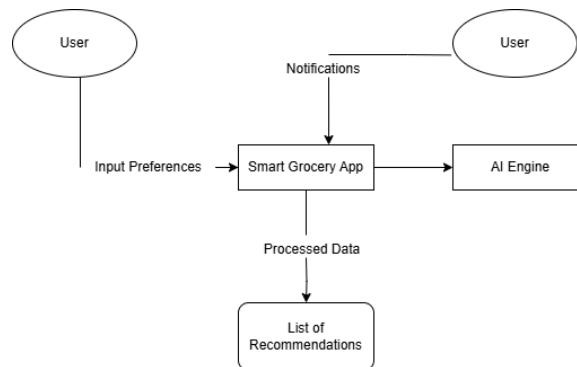 User
User
Notifications
Input Preferences
Smart Grocery App
AI Engine
Processed Data
List of
Recommendations